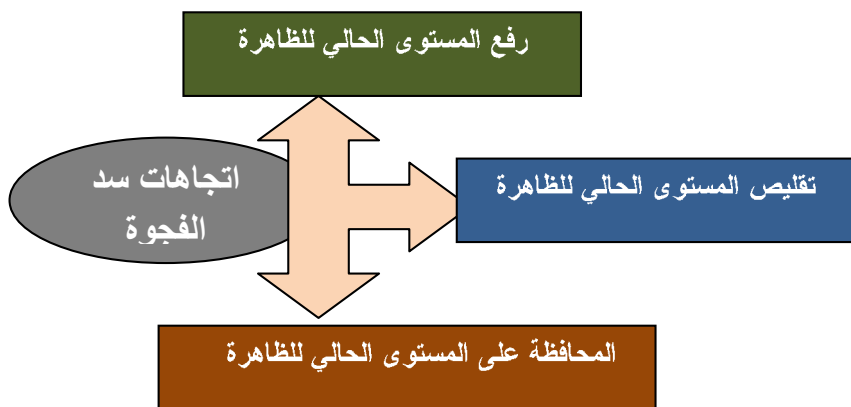 رفع المستوى الحالي للظاهرة
اتجاهات سد
الفجوة
تقليص المستوى الحالي للظاهرة
المحافظة على المستوى الحالي للظاهرة